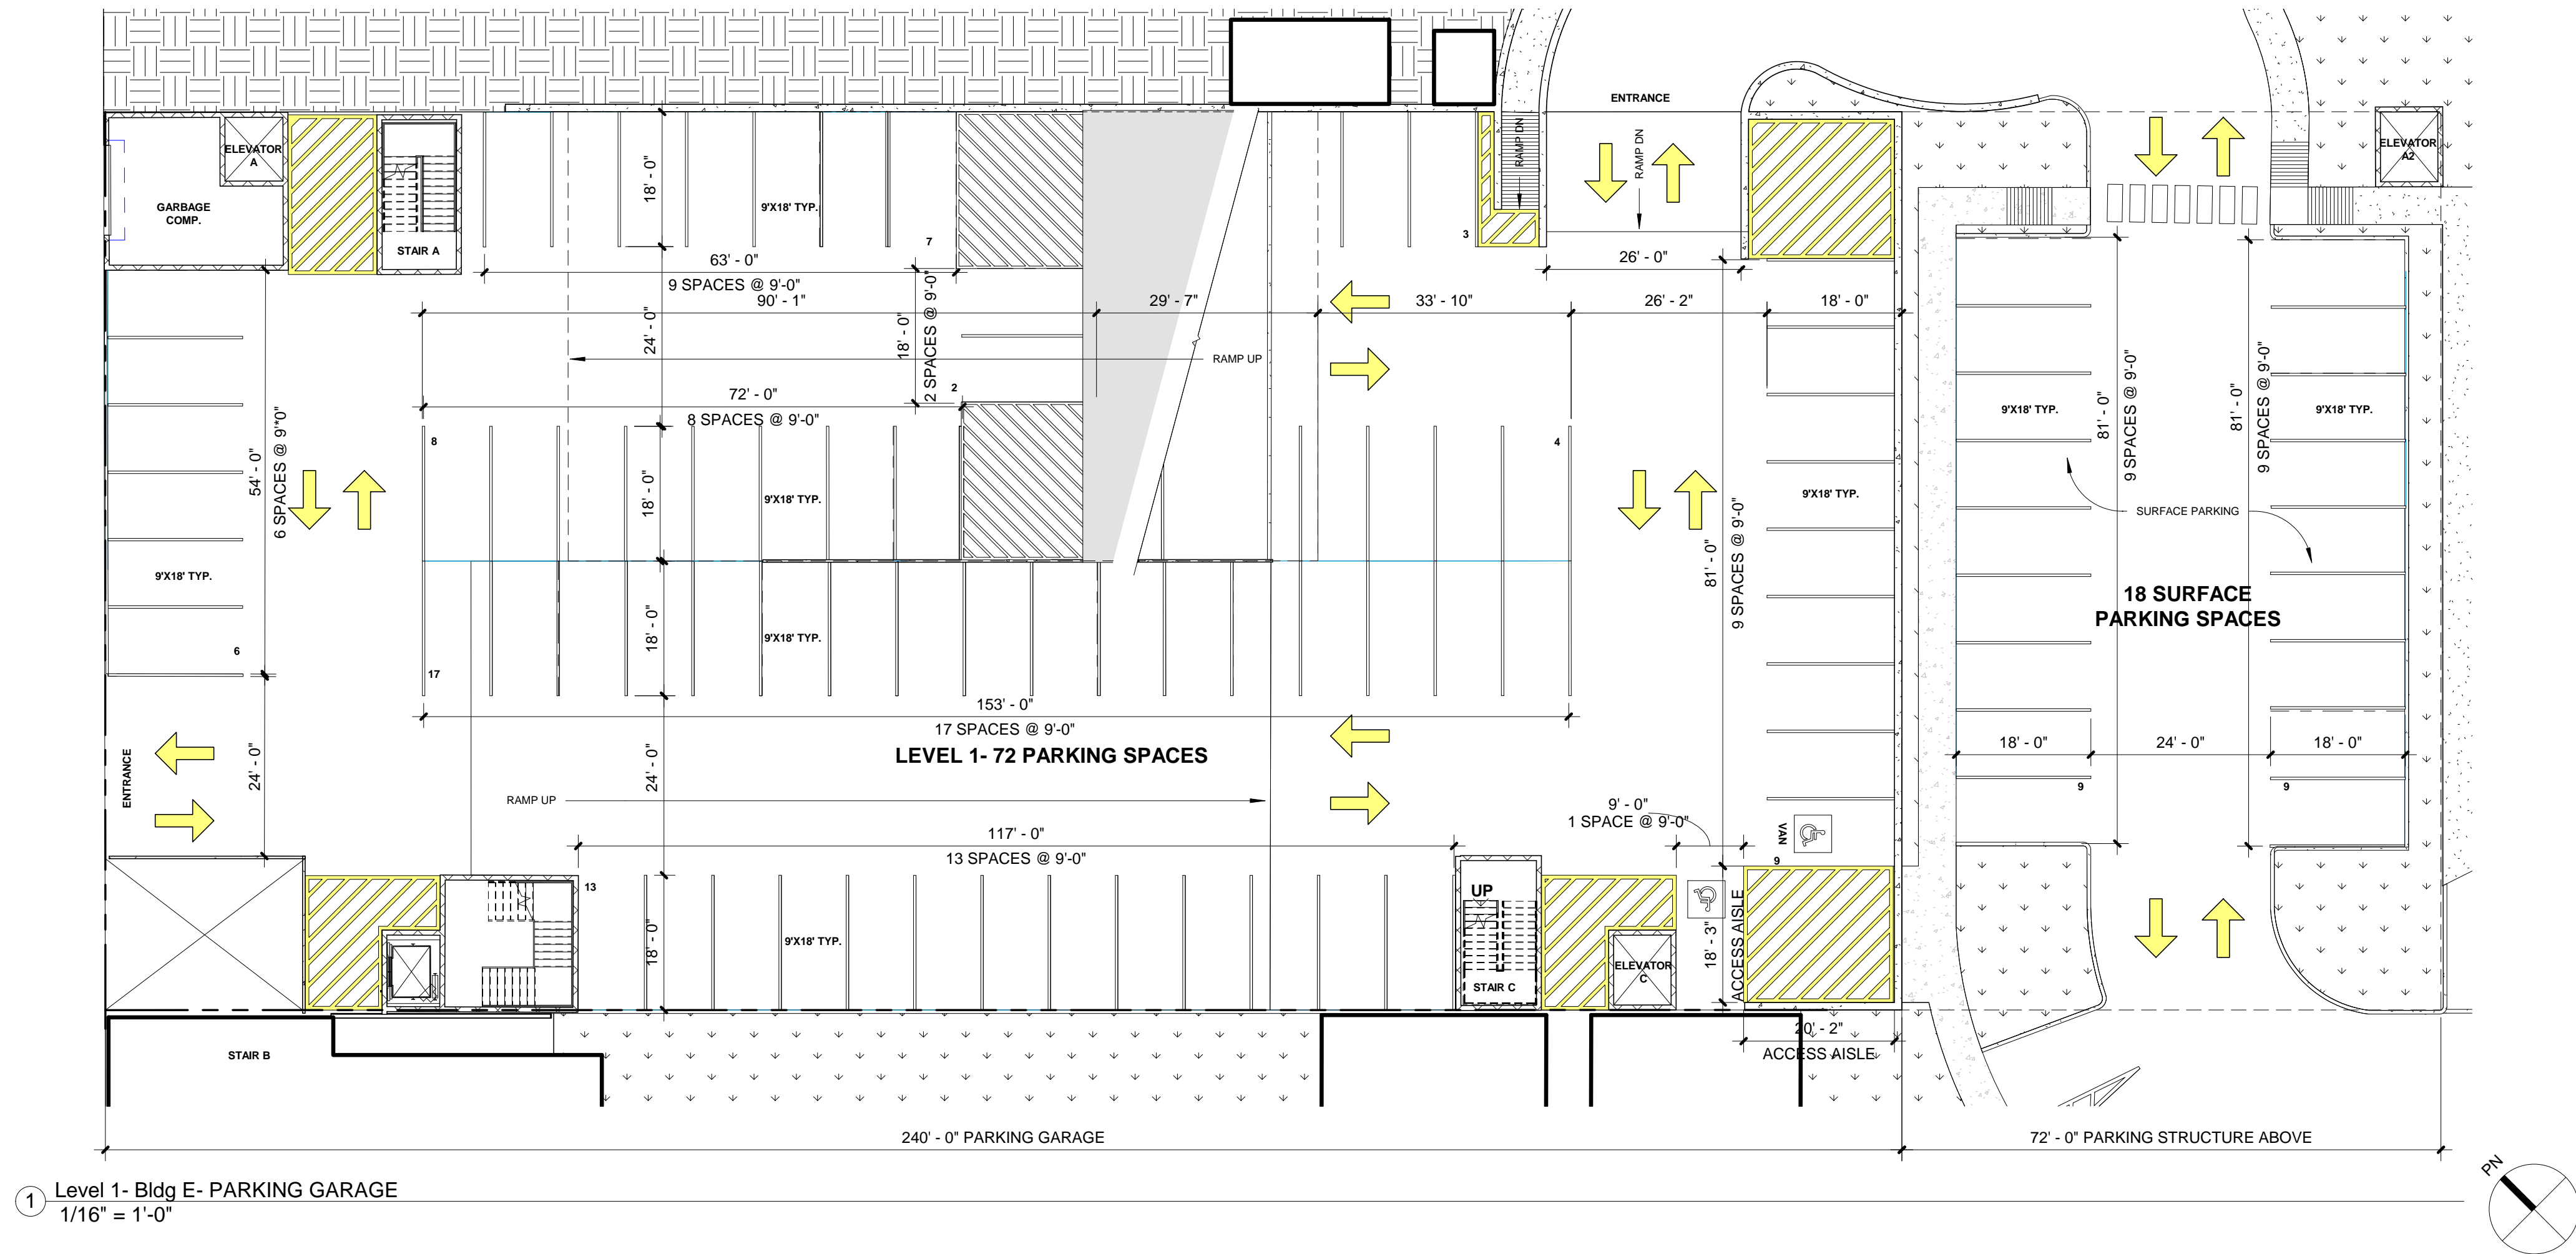 ENTRANCE
RAMP DN
RAMP DN
ELEVATOR
A
ELEVATOR
A2
GARBAGE
COMP.
STAIR A
18' - 0"
9'X18' TYP.
7
3
63' - 0"
9 SPACES @ 9'-0"
26' - 0"
90' - 1"
29' - 7"
33' - 10"
26' - 2"
18' - 0"
24' - 0"
18' - 0"
2 SPACES @ 9'-0"
RAMP UP
2
72' - 0"
8 SPACES @ 9'-0"
8
4
54' - 0"
6 SPACES @ 9'*0"
18' - 0"
9'X18' TYP.
9'X18' TYP.
9'X18' TYP.
9'X18' TYP.
81' - 0"
9 SPACES @ 9'-0"
81' - 0"
9 SPACES @ 9'-0"
81' - 0"
9 SPACES @ 9'-0"
SURFACE PARKING
9'X18' TYP.
18 SURFACE
PARKING SPACES
18' - 0"
9'X18' TYP.
6
17
153' - 0"
17 SPACES @ 9'-0"
LEVEL 1- 72 PARKING SPACES
18' - 0"
24' - 0"
18' - 0"
ENTRANCE
24' - 0"
24' - 0"
RAMP UP
9
9
9' - 0"
1 SPACE @ 9'-0"
VAN
9
117' - 0"
13 SPACES @ 9'-0"
13
UP
18' - 0"
9'X18' TYP.
STAIR C
ELEVATOR
C
18' - 3"
ACCESS AISLE
20' - 2"
ACCESS AISLE
STAIR B
240' - 0" PARKING GARAGE
72' - 0" PARKING STRUCTURE ABOVE
PN
1
Level 1- Bldg E- PARKING GARAGE
1/16" = 1'-0"